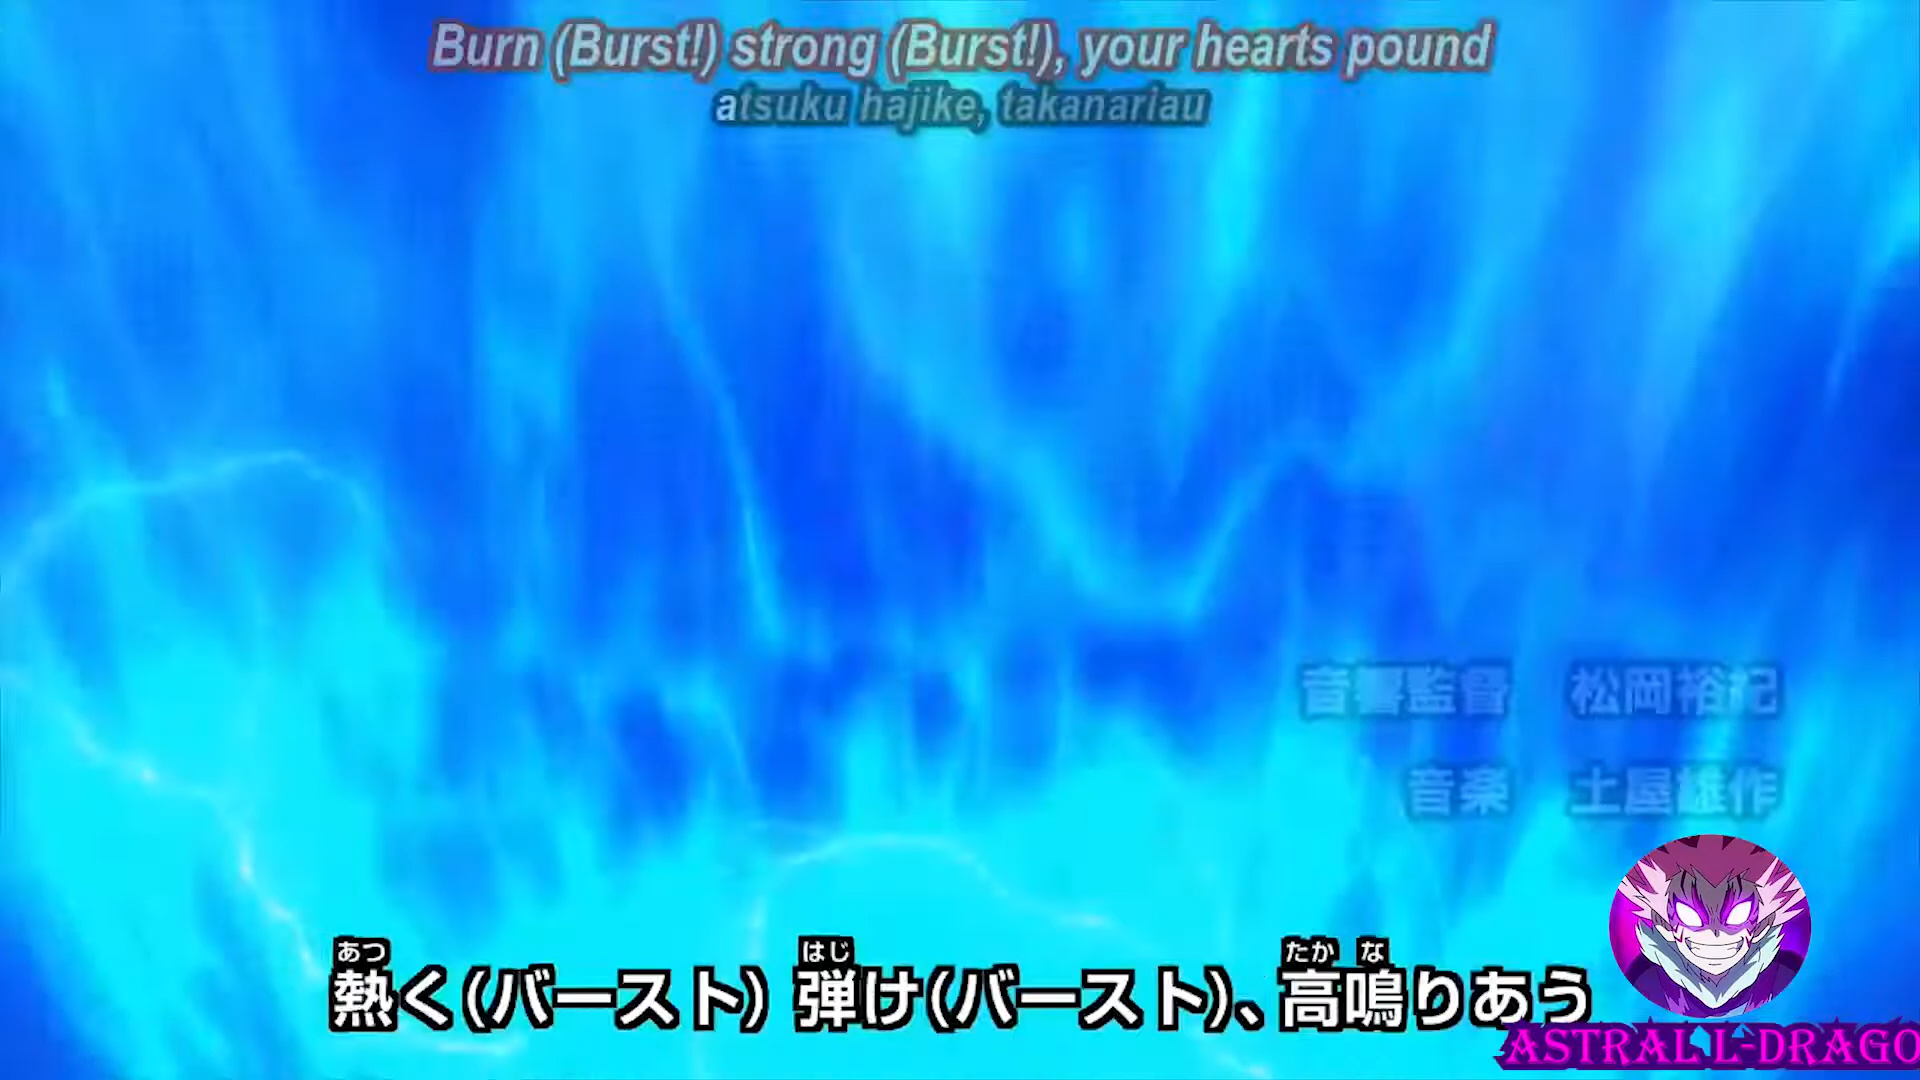 Burn (Burst!) strong (Burst!), your hearts pound
atsuku hajike, takanariau
音響監督 松岡裕紀
音楽 土屋雄作
あつ はじ たか な
熱く(バースト) 弾け(バースト)、高鳴りあう
ASTRAL L-DRAGO